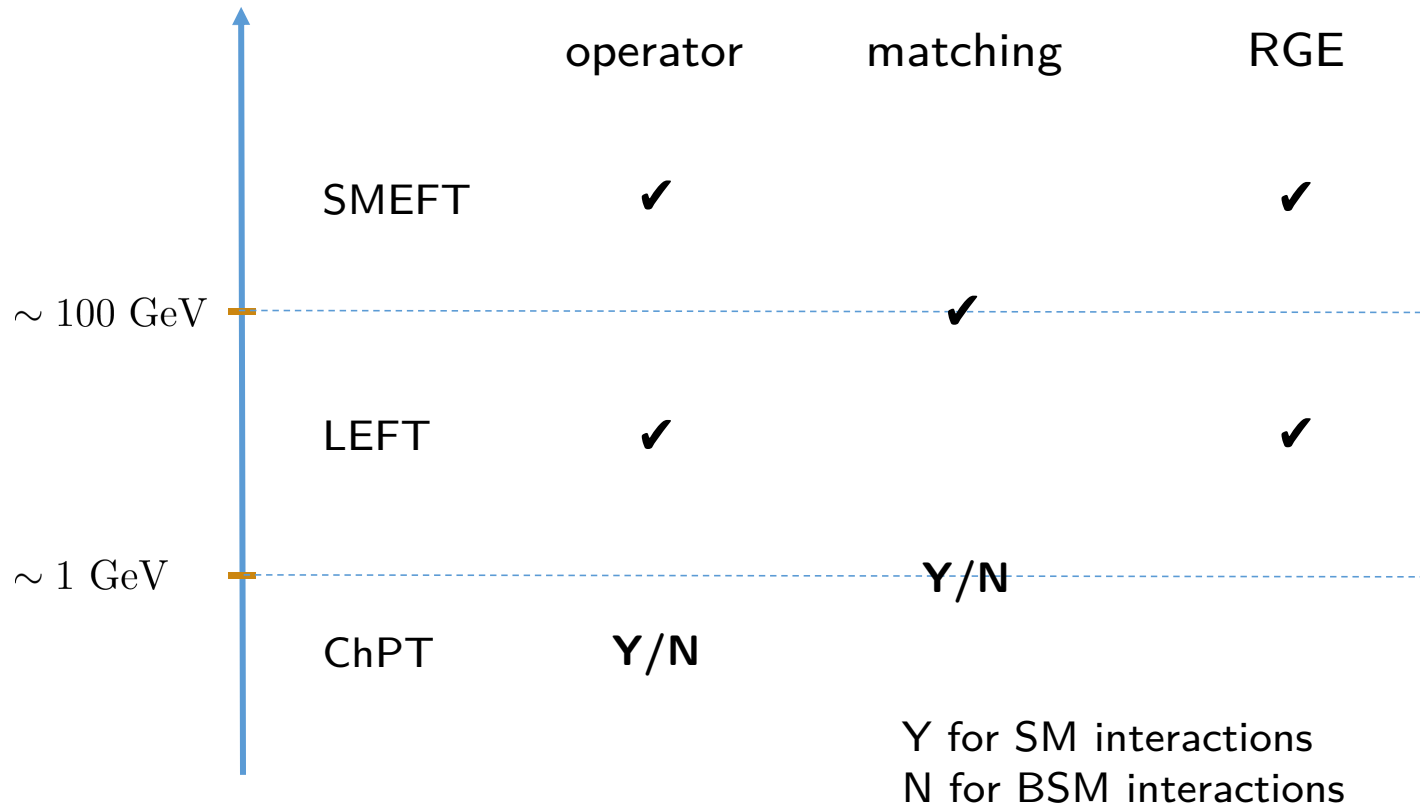 operator matching RGE
SMEFT ✔ ✔
∼ 100 GeV ✔
LEFT ✔ ✔
∼ 1 GeV Y/N
ChPT Y/N
Y for SM interactions
N for BSM interactions